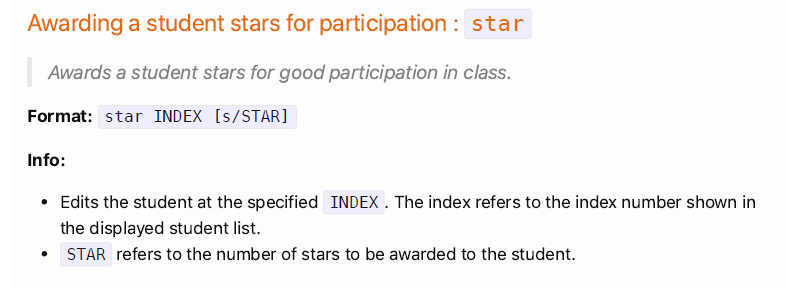 Awarding a student stars for participation : star
Awards a student stars for good participation in class.
Format: star INDEX [s/STAR]
Info:
• Edits the student at the specified INDEX. The index refers to the index number shown in
the displayed student list.
• STAR refers to the number of stars to be awarded to the student.